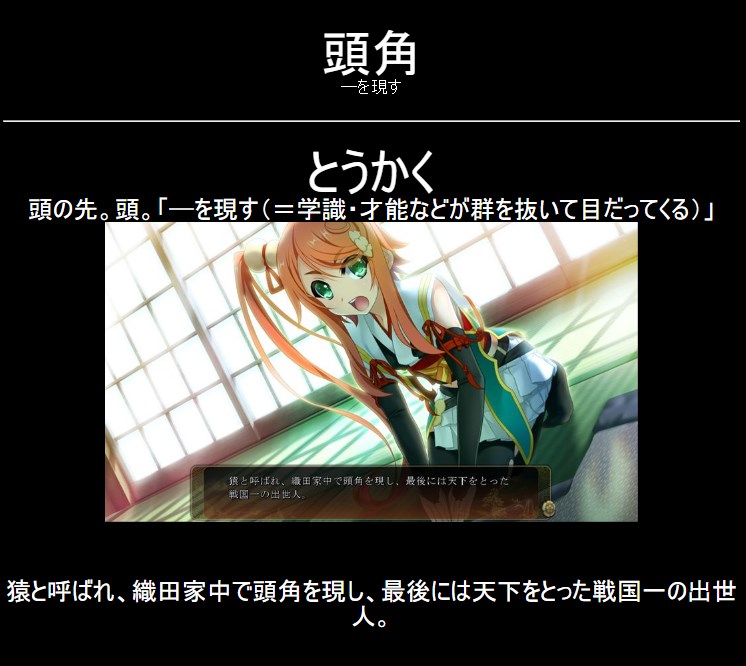 頭角
―を現す
とうかく
頭の先。頭。「―を現す（＝学識・才能などが群を抜いて目だってくる）」
猿と呼ばれ、織田家中で頭角を現し、最後には天下をとった
戦国一の出世人。
猿と呼ばれ、織田家中で頭角を現し、最後には天下をとった戦国一の出世
人。